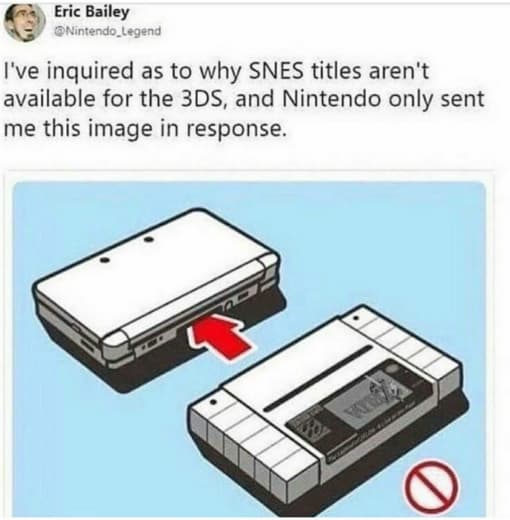 Eric Bailey
@Nintendo_Legend
I've inquired as to why SNES titles aren't
available for the 3DS, and Nintendo only sent
me this image in response.
ZELDA